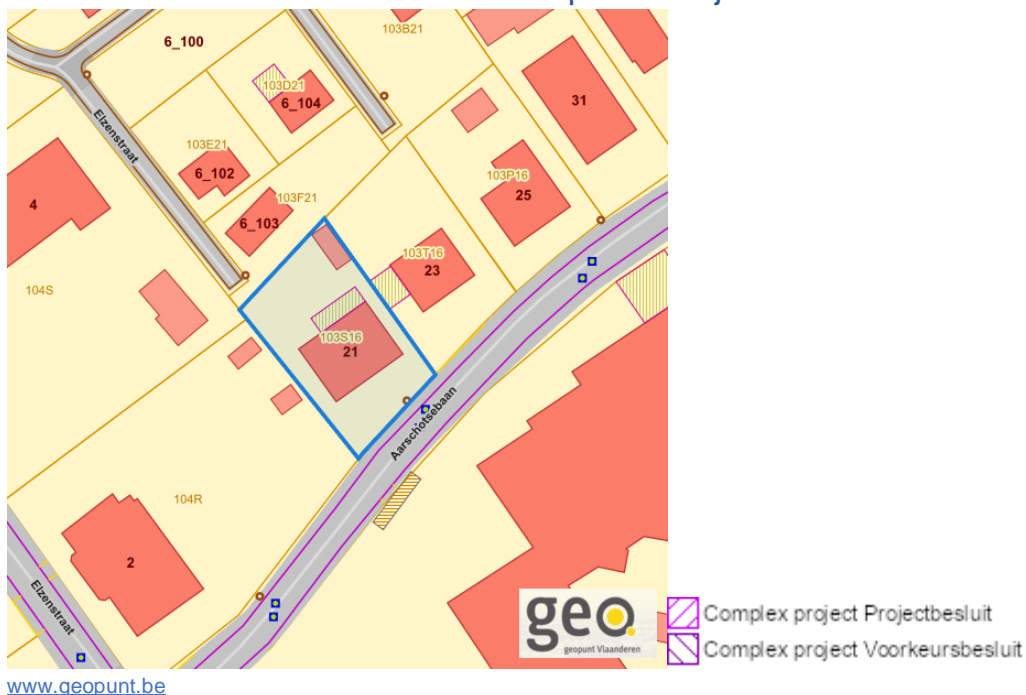 6_100
103B21
103D21
6_104
31
Elzenstraat
103E21
6_102
103P16
25
4
103F21
6_103
103T16
23
104S
103S16
21
Aarschotsebaan
104R
2
Elzenstraat
geo
geopunt Vlaanderen
Complex project Projectbesluit
Complex project Voorkeursbesluit
www.geopunt.be